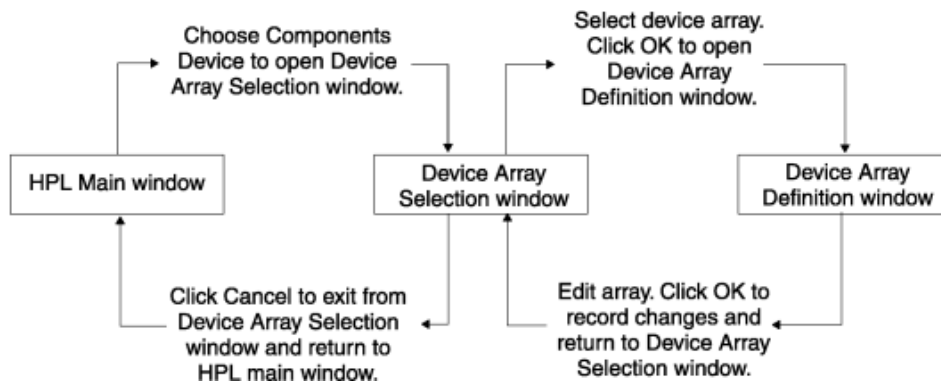 Choose Components
Device to open Device
Array Selection window.
Select device array.
Click OK to open
Device Array
Definition window.
HPL Main window
Device Array
Selection window
Device Array
Definition window
Click Cancel to exit from
Device Array Selection
window and return to
HPL main window.
Edit array. Click OK to
record changes and
return to Device Array
Selection window.